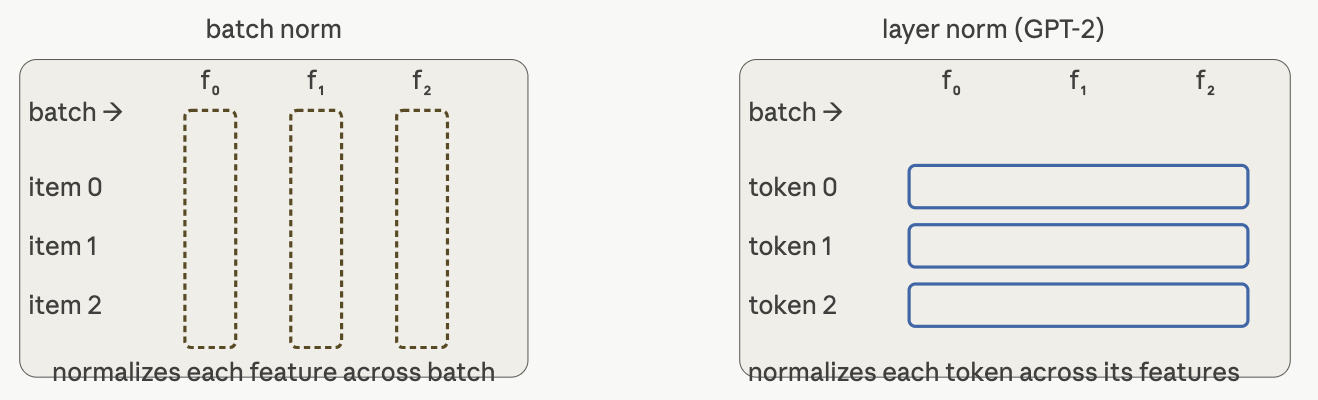 batch norm
f₀ f₁ f₂
batch →
item 0
item 1
item 2
normalizes each feature across batch
layer norm (GPT-2)
f₀ f₁ f₂
batch →
token 0
token 1
token 2
normalizes each token across its features